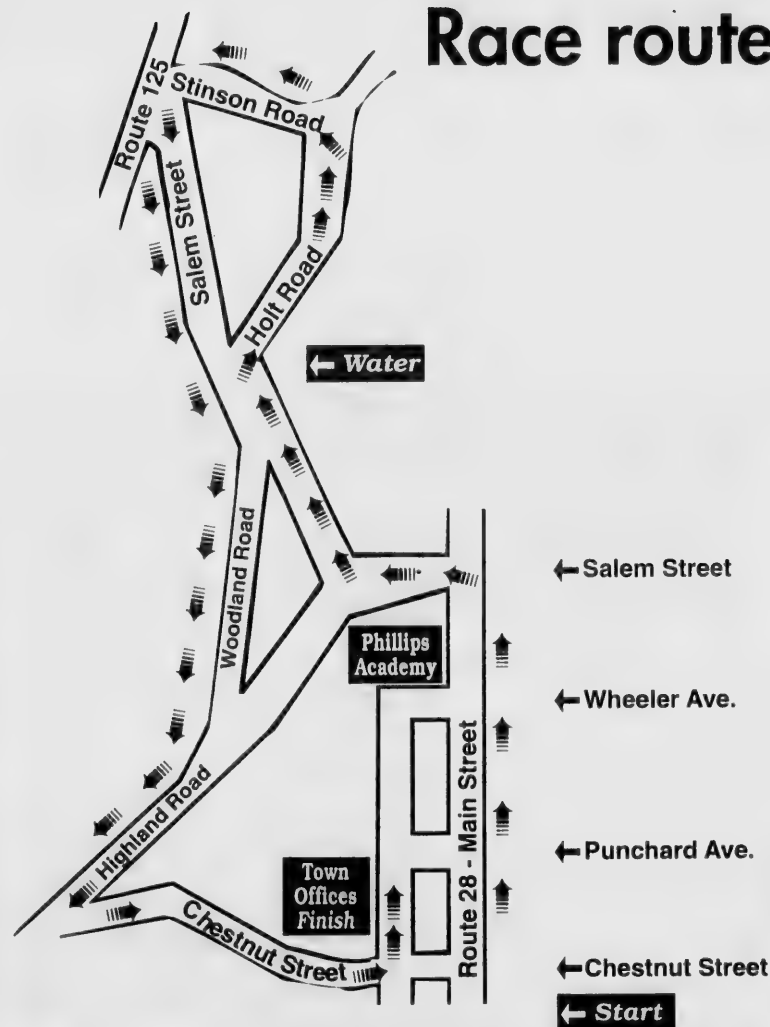 Race route
Route 125
Stinson Road
Salem Street
Holt Road
← Water
Woodland Road
← Salem Street
Phillips
Academy
← Wheeler Ave.
Route 28 - Main Street
Highland Road
← Punchard Ave.
Town
Offices
Finish
Chestnut Street
← Chestnut Street
← Start